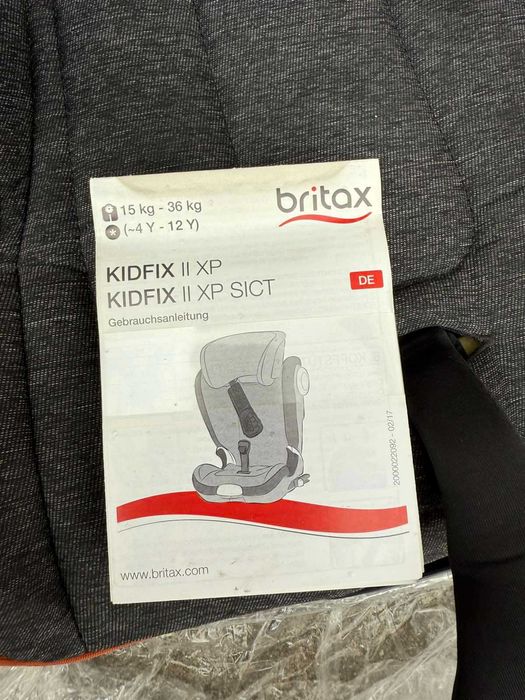 15 kg - 36 kg
(~4 Y - 12 Y)
britax
KIDFIX II XP
KIDFIX II XP SICT
DE
Gebrauchsanleitung
2000022092 - 02/17
www.britax.com